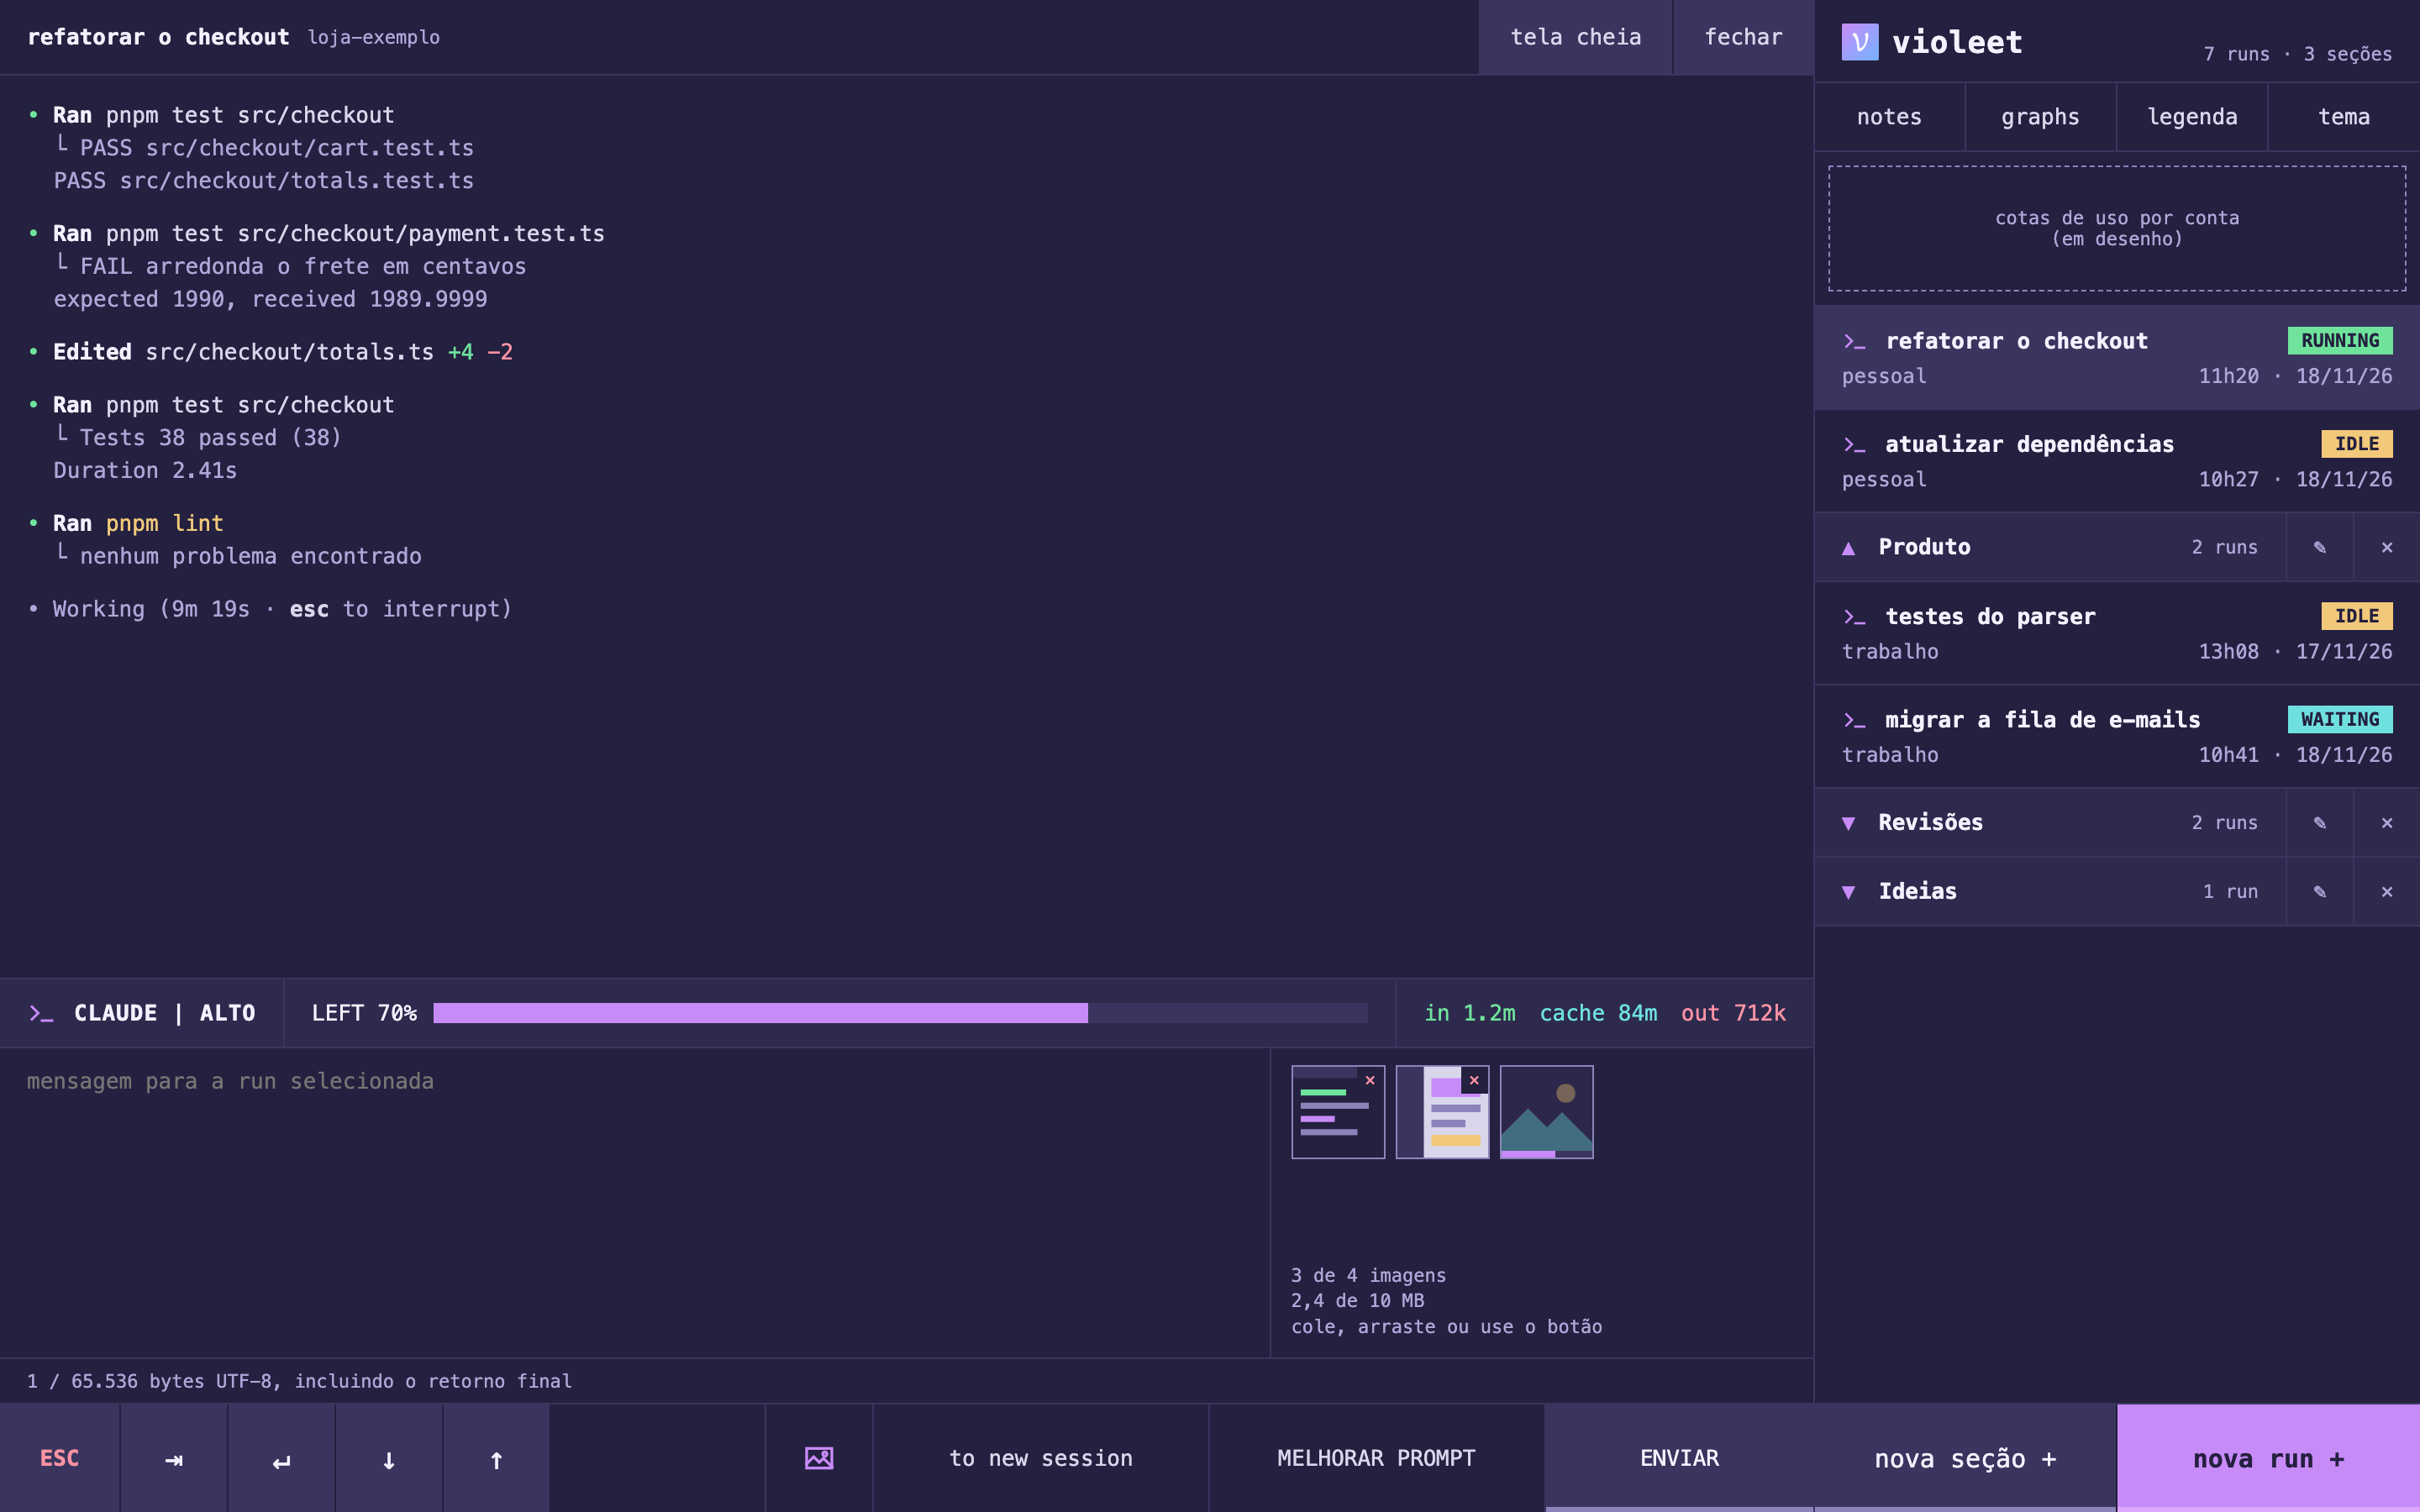 refatorar o checkout loja-exemplo
tela cheia
fechar
• Ran pnpm test src/checkout
└ PASS src/checkout/cart.test.ts
PASS src/checkout/totals.test.ts
• Ran pnpm test src/checkout/payment.test.ts
└ FAIL arredonda o frete em centavos
expected 1990, received 1989.9999
• Edited src/checkout/totals.ts +4 −2
• Ran pnpm test src/checkout
└ Tests 38 passed (38)
Duration 2.41s
• Ran pnpm lint
└ nenhum problema encontrado
• Working (9m 19s · esc to interrupt)
>_ CLAUDE | ALTO
LEFT 70%
in 1.2m cache 84m out 712k
mensagem para a run selecionada
×
×
3 de 4 imagens
2,4 de 10 MB
cole, arraste ou use o botão
1 / 65.536 bytes UTF-8, incluindo o retorno final
ESC
⇥
↵
↓
↑
to new session
MELHORAR PROMPT
ENVIAR
V violeet
7 runs · 3 seções
notes
graphs
legenda
tema
cotas de uso por conta
(em desenho)
>_ refatorar o checkout RUNNING
pessoal 11h20 · 18/11/26
>_ atualizar dependências IDLE
pessoal 10h27 · 18/11/26
▲ Produto 2 runs ✎ ×
>_ testes do parser IDLE
trabalho 13h08 · 17/11/26
>_ migrar a fila de e-mails WAITING
trabalho 10h41 · 18/11/26
▼ Revisões 2 runs ✎ ×
▼ Ideias 1 run ✎ ×
nova seção +
nova run +